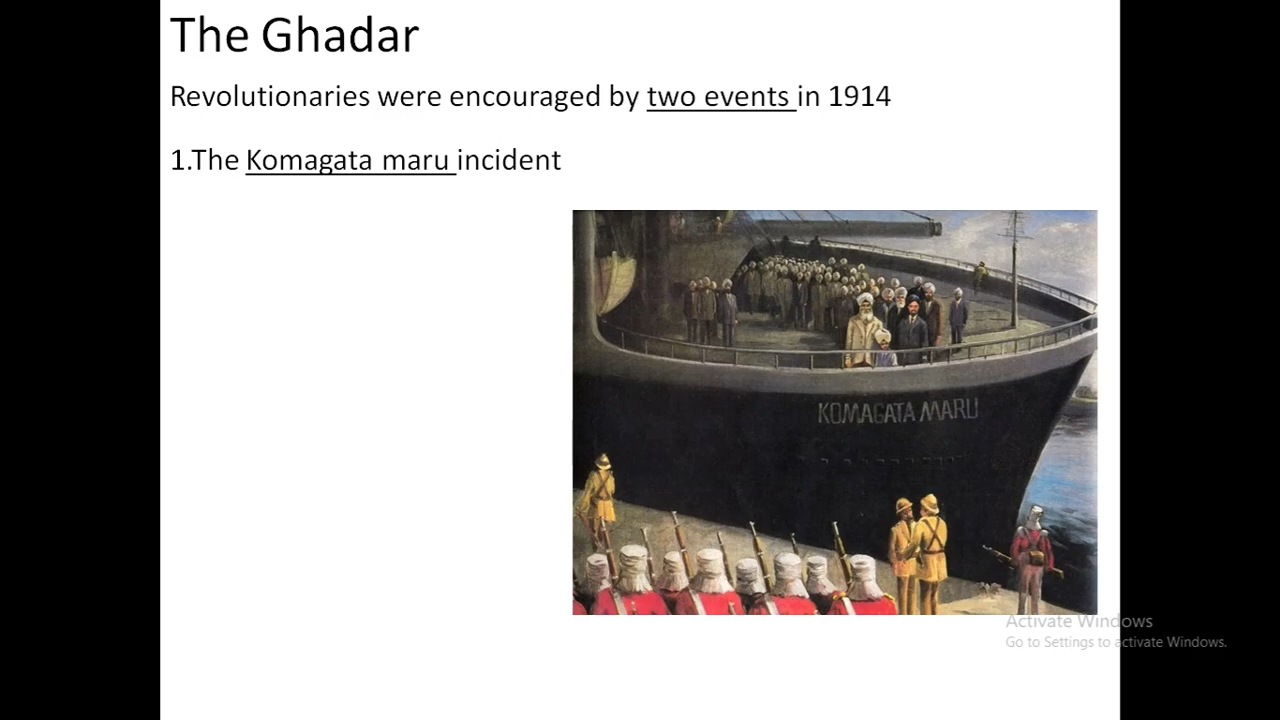 The Ghadar
Revolutionaries were encouraged by two events in 1914
1.The Komagata maru incident
KOMAGATA MARU
Activate Windows
Go to Settings to activate Windows.